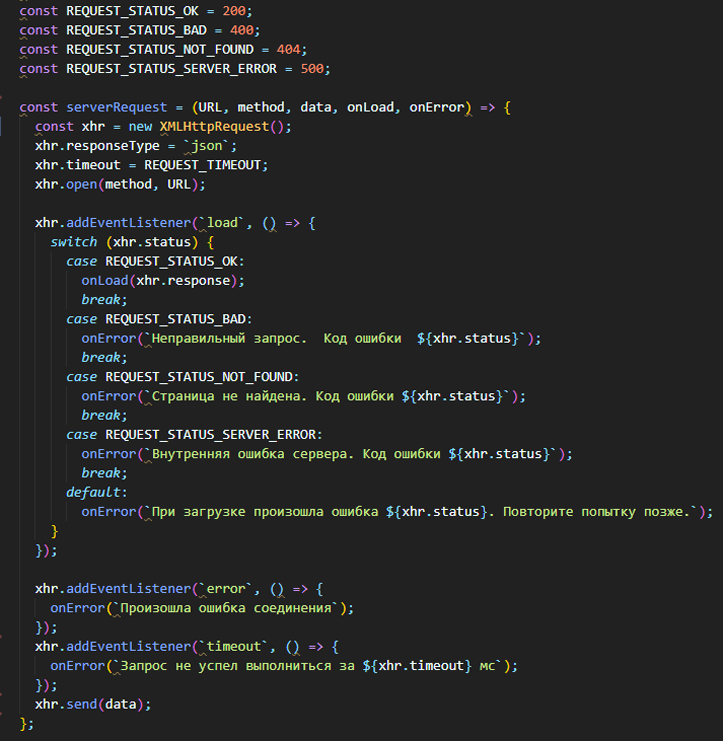 const REQUEST_STATUS_OK = 200;
const REQUEST_STATUS_BAD = 400;
const REQUEST_STATUS_NOT_FOUND = 404;
const REQUEST_STATUS_SERVER_ERROR = 500;

const serverRequest = (URL, method, data, onLoad, onError) => {
  const xhr = new XMLHttpRequest();
  xhr.responseType = `json`;
  xhr.timeout = REQUEST_TIMEOUT;
  xhr.open(method, URL);

  xhr.addEventListener(`load`, () => {
    switch (xhr.status) {
      case REQUEST_STATUS_OK:
        onLoad(xhr.response);
        break;
      case REQUEST_STATUS_BAD:
        onError(`Неправильный запрос.  Код ошибки  ${xhr.status}`);
        break;
      case REQUEST_STATUS_NOT_FOUND:
        onError(`Страница не найдена. Код ошибки ${xhr.status}`);
        break;
      case REQUEST_STATUS_SERVER_ERROR:
        onError(`Внутренняя ошибка сервера. Код ошибки ${xhr.status}`);
        break;
      default:
        onError(`При загрузке произошла ошибка ${xhr.status}. Повторите попытку позже.`);
    }
  });

  xhr.addEventListener(`error`, () => {
    onError(`Произошла ошибка соединения`);
  });
  xhr.addEventListener(`timeout`, () => {
    onError(`Запрос не успел выполниться за ${xhr.timeout} мс`);
  });
  xhr.send(data);
};